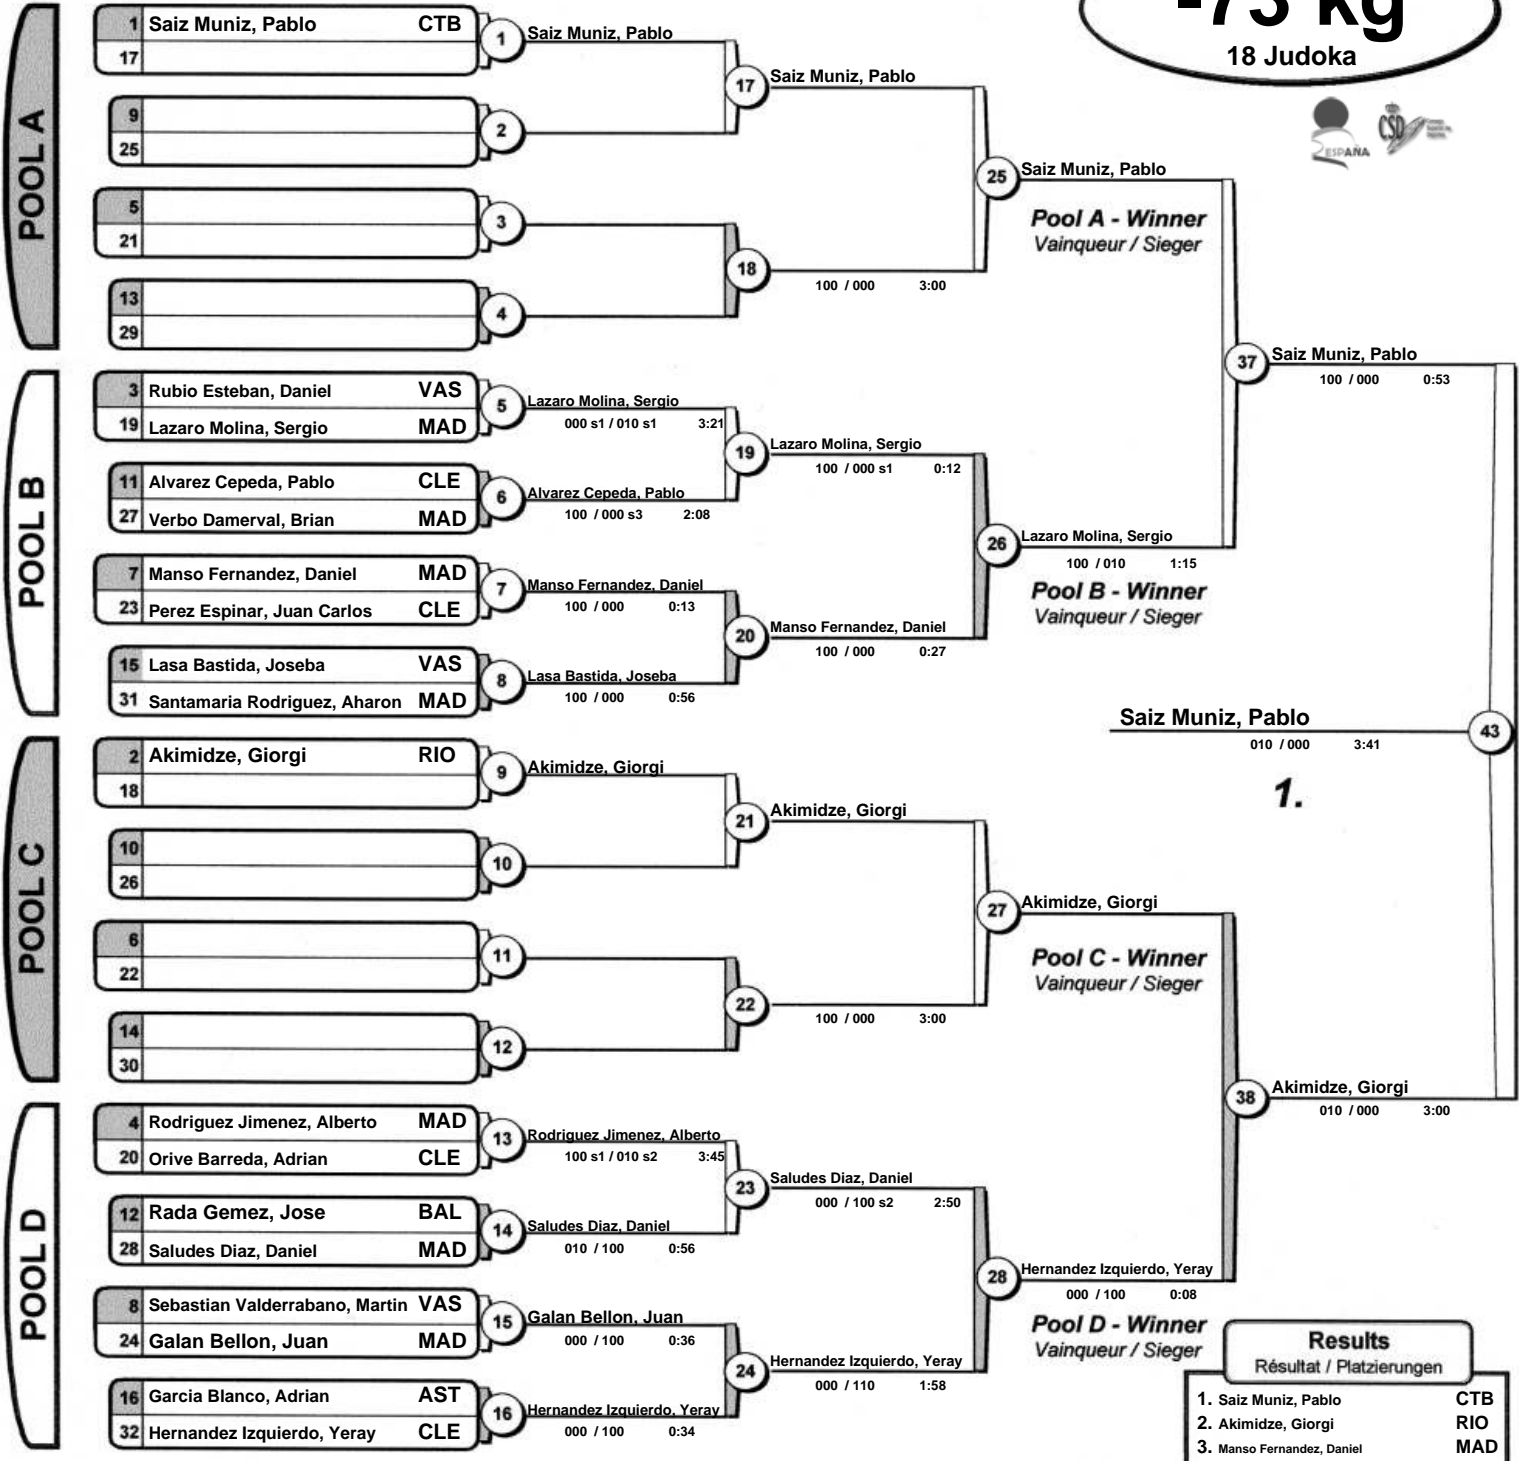 -73 kg
18 Judoka
ESPAÑA
CSD
POOL A
1 Saiz Muniz, Pablo CTB
17
9
25
5
21
13
29
1 Saiz Muniz, Pablo
2
3
4
17 Saiz Muniz, Pablo
18
100 / 000 3:00
25 Saiz Muniz, Pablo
Pool A - Winner
Vainqueur / Sieger
POOL B
3 Rubio Esteban, Daniel VAS
19 Lazaro Molina, Sergio MAD
11 Alvarez Cepeda, Pablo CLE
27 Verbo Damerval, Brian MAD
7 Manso Fernandez, Daniel MAD
23 Perez Espinar, Juan Carlos CLE
15 Lasa Bastida, Joseba VAS
31 Santamaria Rodriguez, Aharon MAD
5 Lazaro Molina, Sergio
000 s1 / 010 s1 3:21
6 Alvarez Cepeda, Pablo
100 / 000 s3 2:08
7 Manso Fernandez, Daniel
100 / 000 0:13
8 Lasa Bastida, Joseba
100 / 000 0:56
19 Lazaro Molina, Sergio
100 / 000 s1 0:12
20 Manso Fernandez, Daniel
100 / 000 0:27
26 Lazaro Molina, Sergio
100 / 010 1:15
Pool B - Winner
Vainqueur / Sieger
37 Saiz Muniz, Pablo
100 / 000 0:53
Saiz Muniz, Pablo 43
010 / 000 3:41
1.
POOL C
2 Akimidze, Giorgi RIO
18
10
26
6
22
14
30
9 Akimidze, Giorgi
10
11
12
21 Akimidze, Giorgi
22
100 / 000 3:00
27 Akimidze, Giorgi
Pool C - Winner
Vainqueur / Sieger
POOL D
4 Rodriguez Jimenez, Alberto MAD
20 Orive Barreda, Adrian CLE
12 Rada Gemez, Jose BAL
28 Saludes Diaz, Daniel MAD
8 Sebastian Valderrabano, Martin VAS
24 Galan Bellon, Juan MAD
16 Garcia Blanco, Adrian AST
32 Hernandez Izquierdo, Yeray CLE
13 Rodriguez Jimenez, Alberto
100 s1 / 010 s2 3:45
14 Saludes Diaz, Daniel
010 / 100 0:56
15 Galan Bellon, Juan
000 / 100 0:36
16 Hernandez Izquierdo, Yeray
000 / 100 0:34
23 Saludes Diaz, Daniel
000 / 100 s2 2:50
24 Hernandez Izquierdo, Yeray
000 / 110 1:58
28 Hernandez Izquierdo, Yeray
000 / 100 0:08
Pool D - Winner
Vainqueur / Sieger
38 Akimidze, Giorgi
010 / 000 3:00
Results
Résultat / Platzierungen
1. Saiz Muniz, Pablo CTB
2. Akimidze, Giorgi RIO
3. Manso Fernandez, Daniel MAD